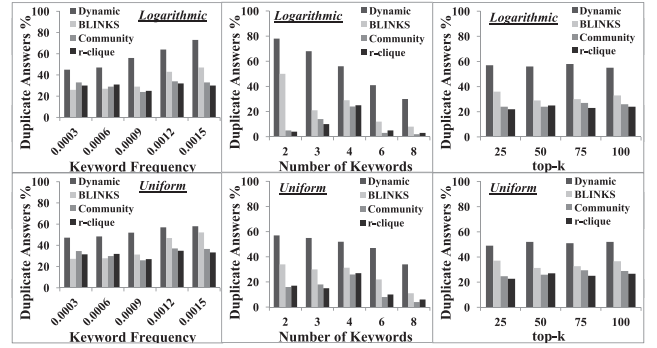 Logarithmic
Duplicate Answers %
100
80
60
40
20
0
Dynamic
BLINKS
Community
r-clique
0.0003
0.0006
0.0009
0.0012
0.0015
Keyword Frequency
Logarithmic
Duplicate Answers %
80
60
40
20
0
Dynamic
BLINKS
Community
r-clique
2 3 4 6 8
Number of Keywords
Logarithmic
Duplicate Answers %
100
80
60
40
20
0
Dynamic
BLINKS
Community
r-clique
25 50 75 100
top-k
Uniform
Duplicate Answers %
100
80
60
40
20
0
Dynamic
BLINKS
Community
r-clique
0.0003
0.0006
0.0009
0.0012
0.0015
Keyword Frequency
Uniform
Duplicate Answers %
100
80
60
40
20
0
Dynamic
BLINKS
Community
r-clique
2 3 4 6 8
Number of Keywords
Uniform
Duplicate Answers %
100
80
60
40
20
0
Dynamic
BLINKS
Community
r-clique
25 50 75 100
top-k